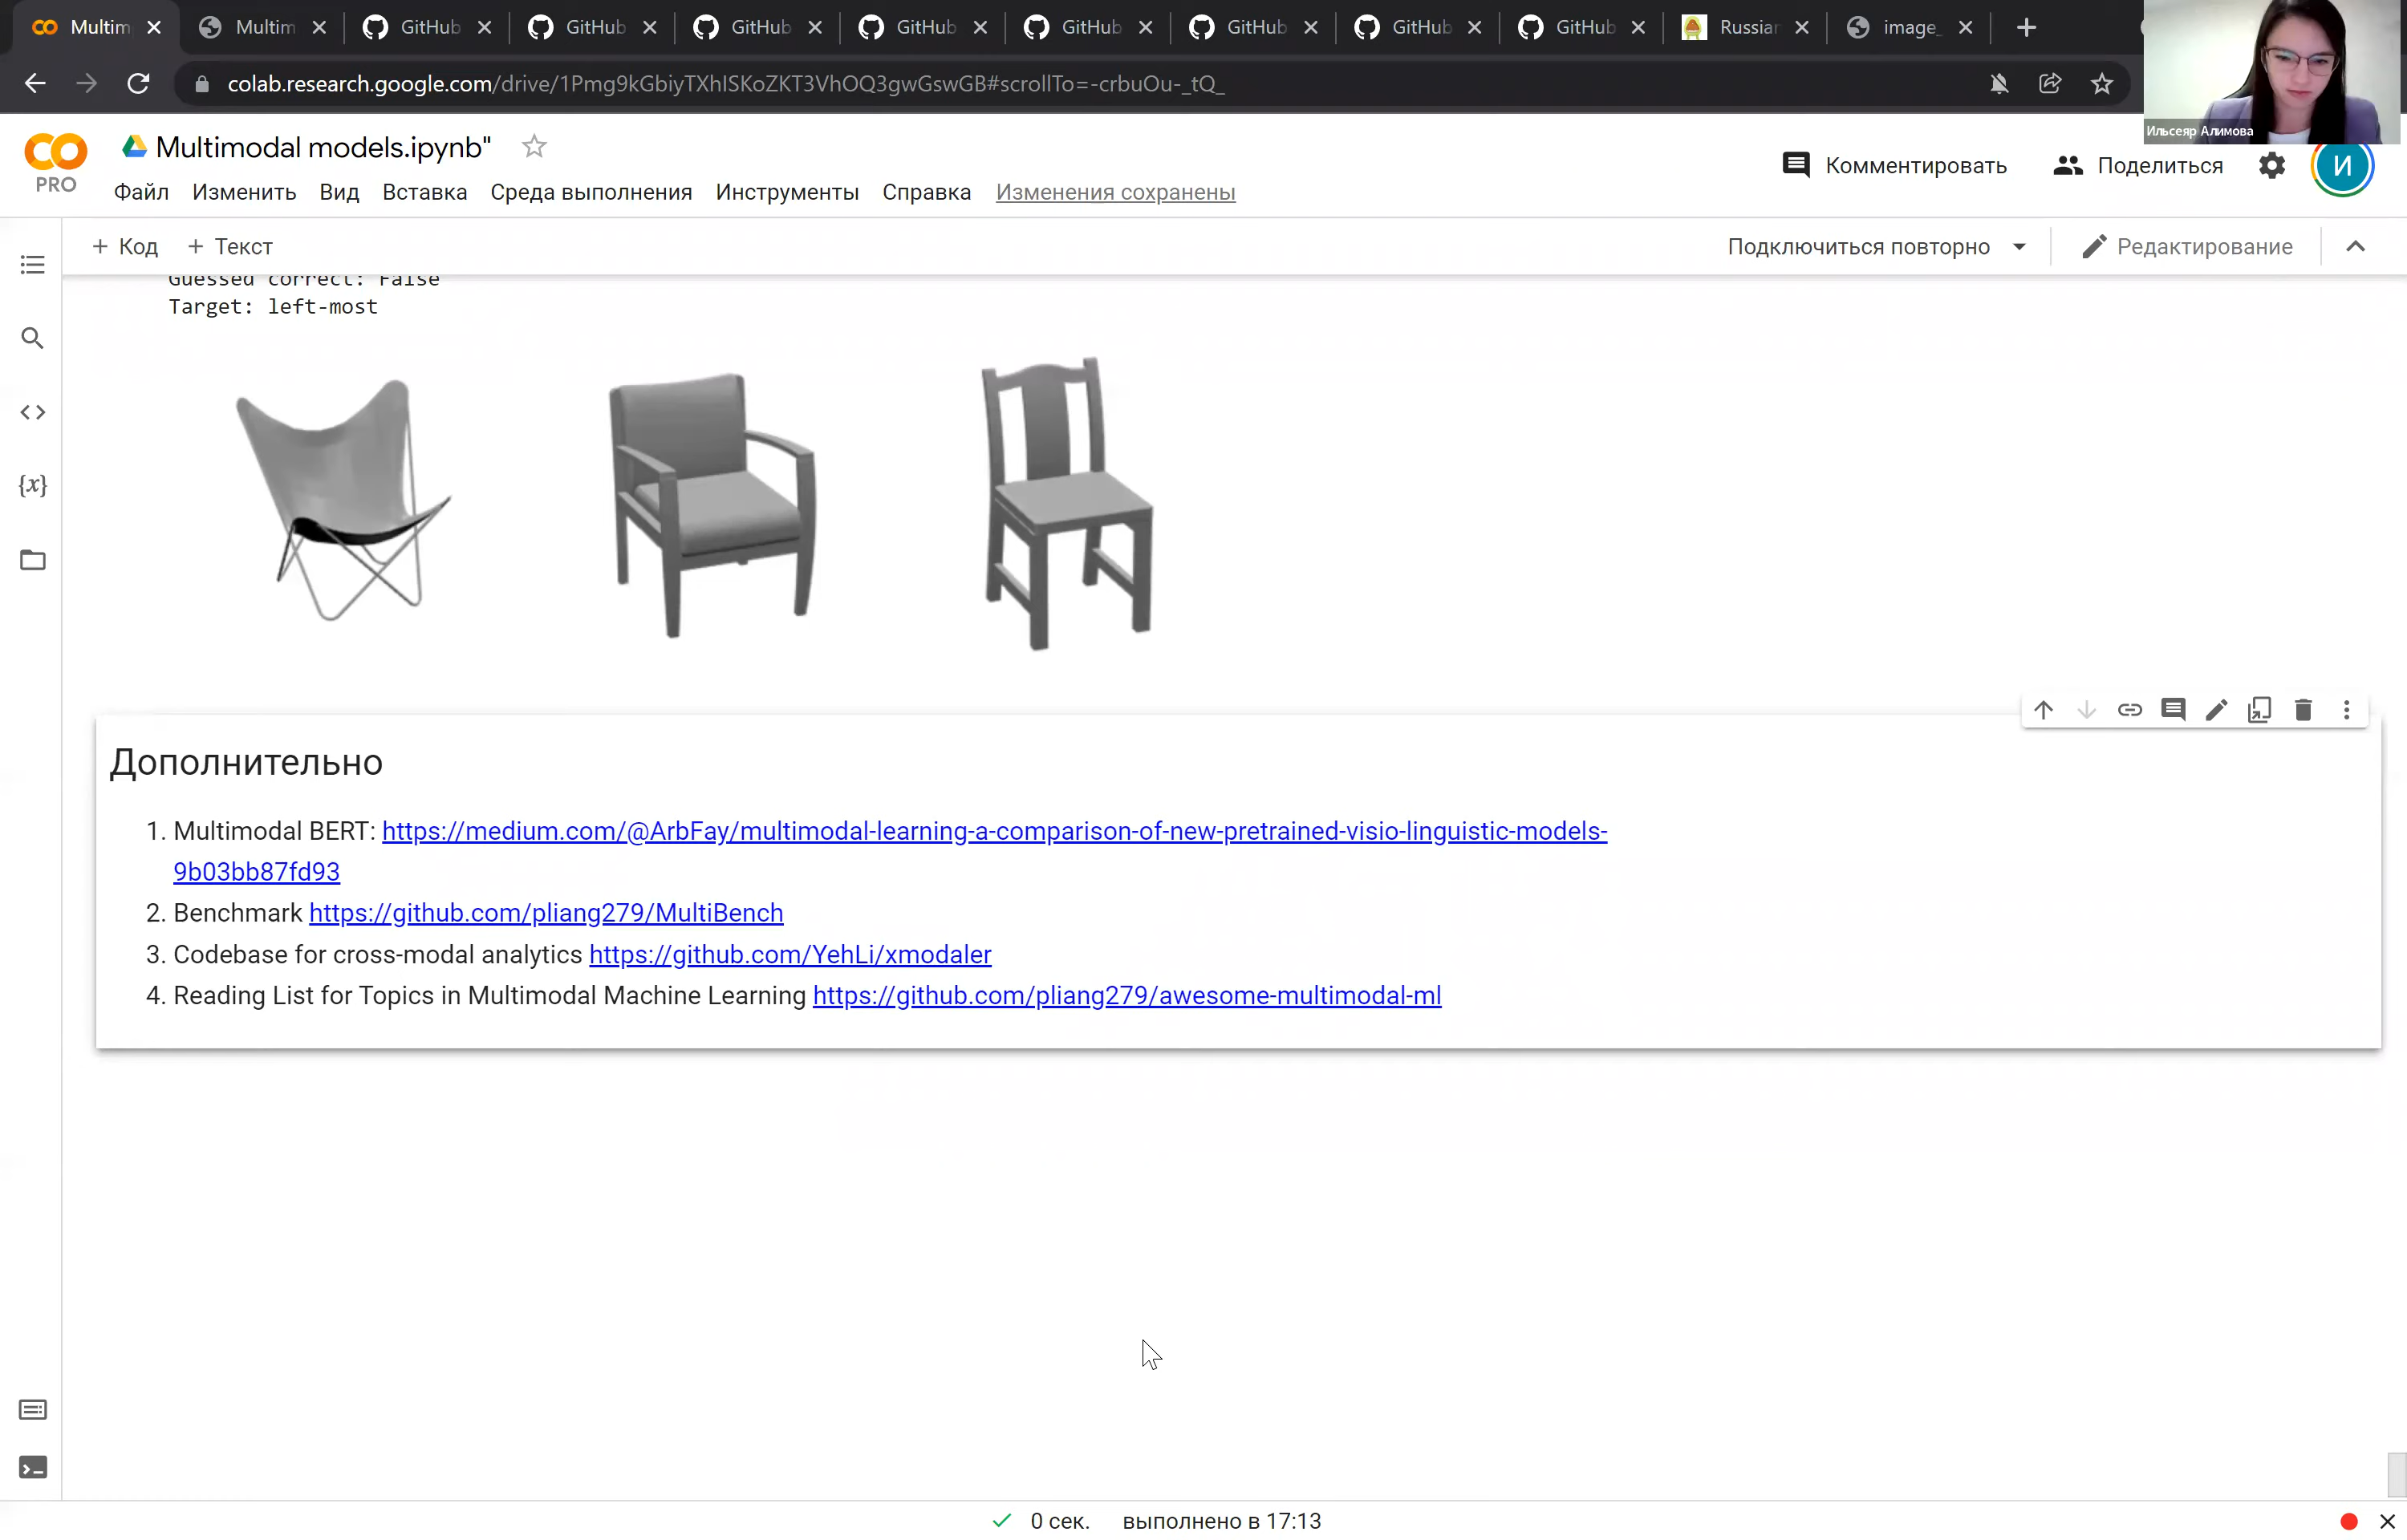 Multim
Multim
GitHub
GitHub
GitHub
GitHub
GitHub
GitHub
GitHub
GitHub
Russian
image_
colab.research.google.com/drive/1Pmg9kGbiyTXhISKoZKT3VhOQ3gwGswGB#scrollTo=-crbuOu-_tQ_
Ильсеяр Алимова
PRO
Multimodal models.ipynb"
Комментировать
Поделиться
И
Файл Изменить Вид Вставка Среда выполнения Инструменты Справка Изменения сохранены
+ Код + Текст
Подключиться повторно
Редактирование
Guessed correct: False
Target: left-most
{x}
Дополнительно
1. Multimodal BERT: https://medium.com/@ArbFay/multimodal-learning-a-comparison-of-new-pretrained-visio-linguistic-models-
9b03bb87fd93
2. Benchmark https://github.com/pliang279/MultiBench
3. Codebase for cross-modal analytics https://github.com/YehLi/xmodaler
4. Reading List for Topics in Multimodal Machine Learning https://github.com/pliang279/awesome-multimodal-ml
0 сек. выполнено в 17:13